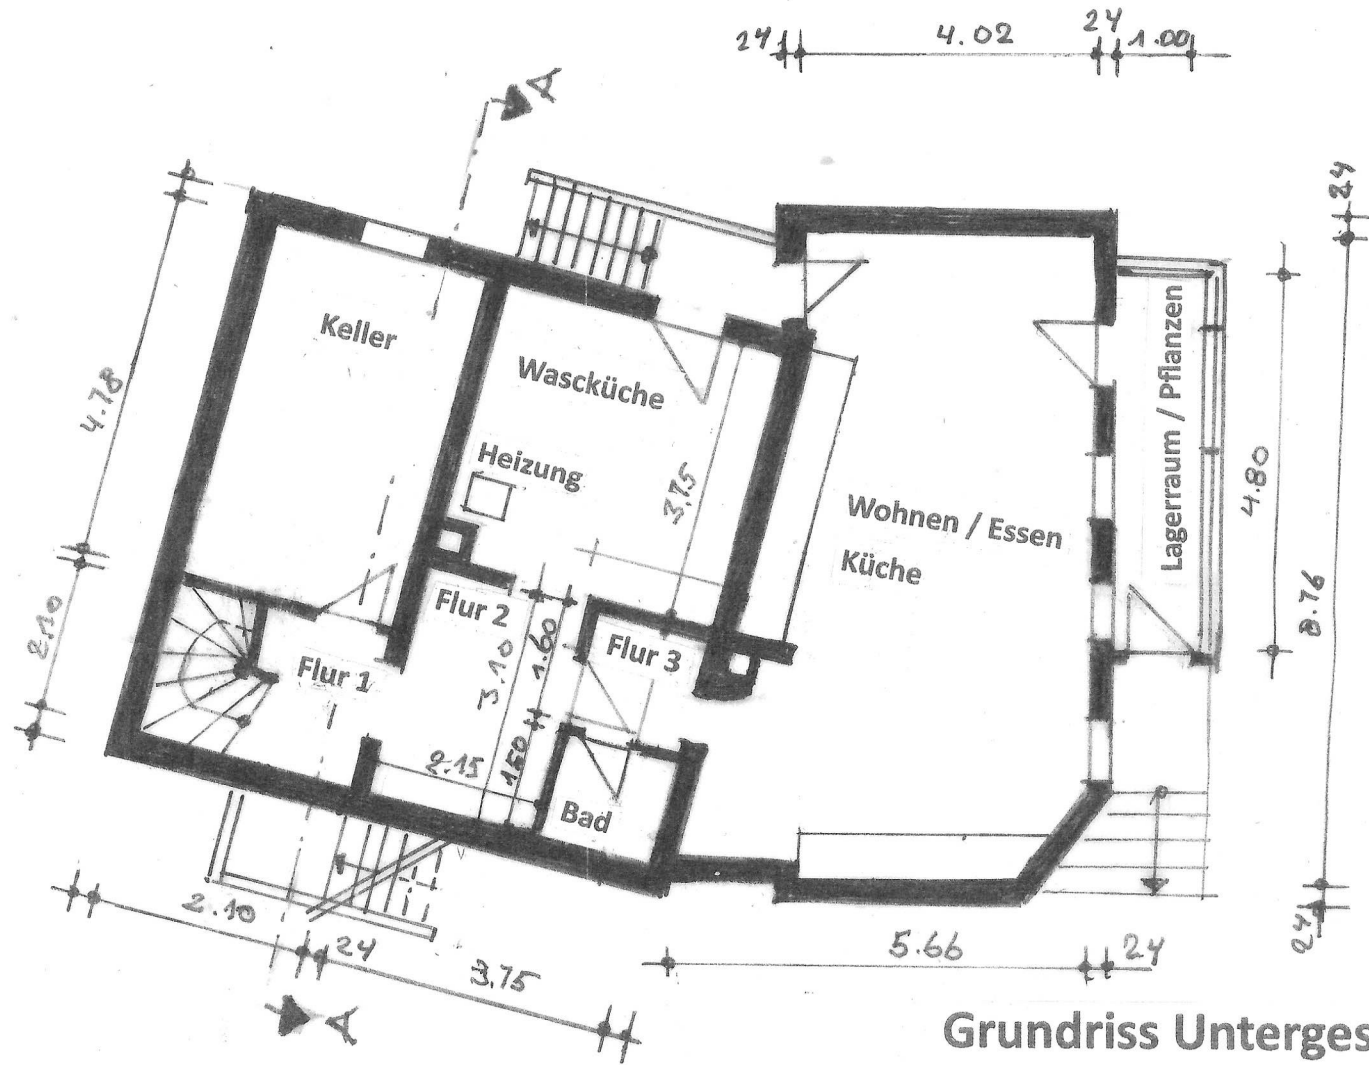 24
4.02
24
1.00
A
24
Keller
Wascküche
Heizung
4.78
3.75
Lagerraum / Pflanzen
4.80
8.76
Wohnen / Essen
Küche
2.10
Flur 2
3.10
1.60
Flur 3
Flur 1
2.15
1.50
Bad
2.10
24
3.75
5.66
24
24
A
Grundriss Unterges